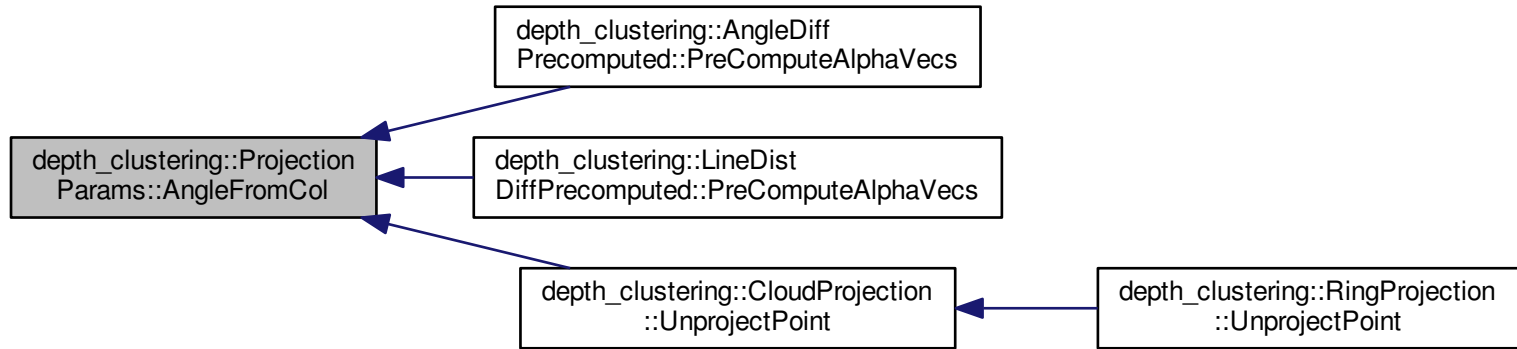 depth_clustering::AngleDiff
Precomputed::PreComputeAlphaVecs
depth_clustering::Projection
Params::AngleFromCol
depth_clustering::LineDist
DiffPrecomputed::PreComputeAlphaVecs
depth_clustering::CloudProjection
::UnprojectPoint
depth_clustering::RingProjection
::UnprojectPoint